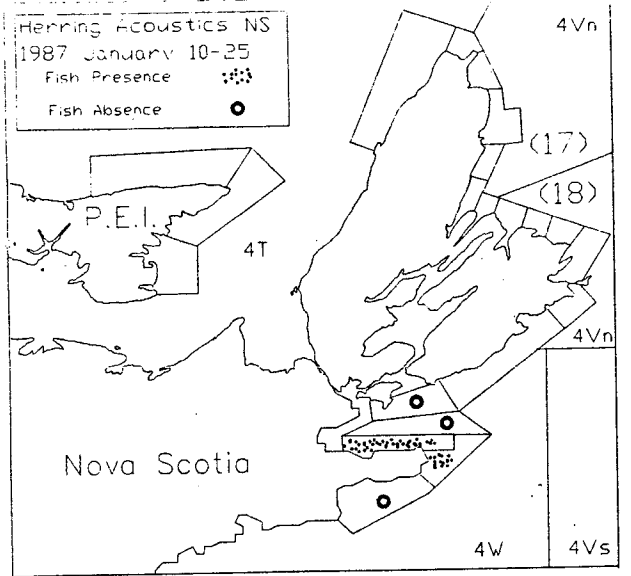 Herring Acoustics NS
1987 January 10-25
Fish Presence
Fish Absence
4Vn
(17)
(18)
P.E.I.
4T
4Vn
Nova Scotia
4W
4Vs